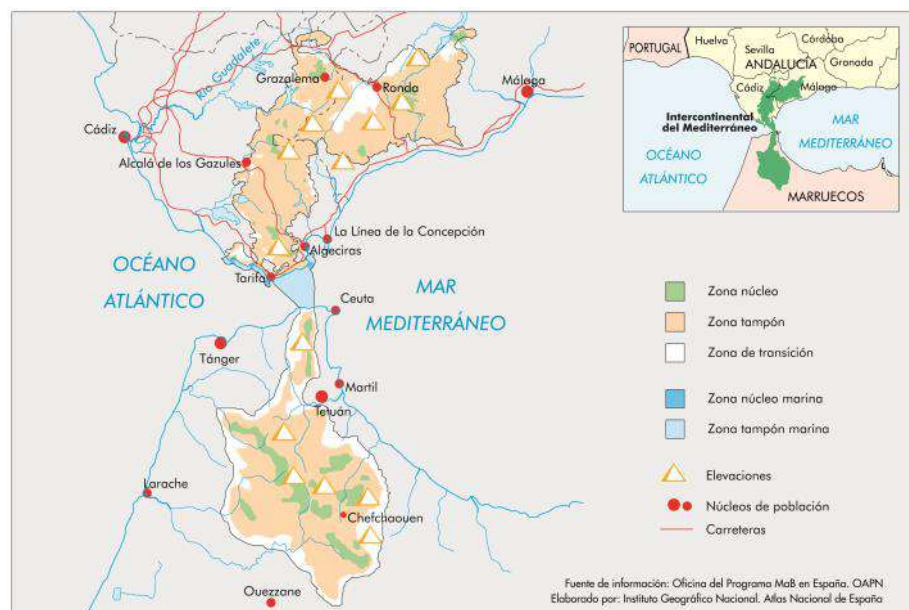 Río Guadalete
Grazalema
Ronda
Málaga
Cádiz
Alcalá de los Gazules
La Línea de la Concepción
Algeciras
Tarifa
OCÉANO
ATLÁNTICO
MAR
MEDITERRÁNEO
Ceuta
Tánger
Martil
Tetuán
Larache
Chefchaouen
Ouezzane
PORTUGAL
Huelva
Sevilla
Córdoba
ANDALUCÍA
Granada
Cádiz
Málaga
Intercontinental
del Mediterráneo
MAR
MEDITERRÁNEO
OCÉANO
ATLÁNTICO
MARRUECOS
Zona núcleo
Zona tampón
Zona de transición
Zona núcleo marina
Zona tampón marina
Elevaciones
Núcleos de población
Carreteras
Fuente de información: Oficina del Programa MaB en España. OAPN
Elaborado por: Instituto Geográfico Nacional. Atlas Nacional de España